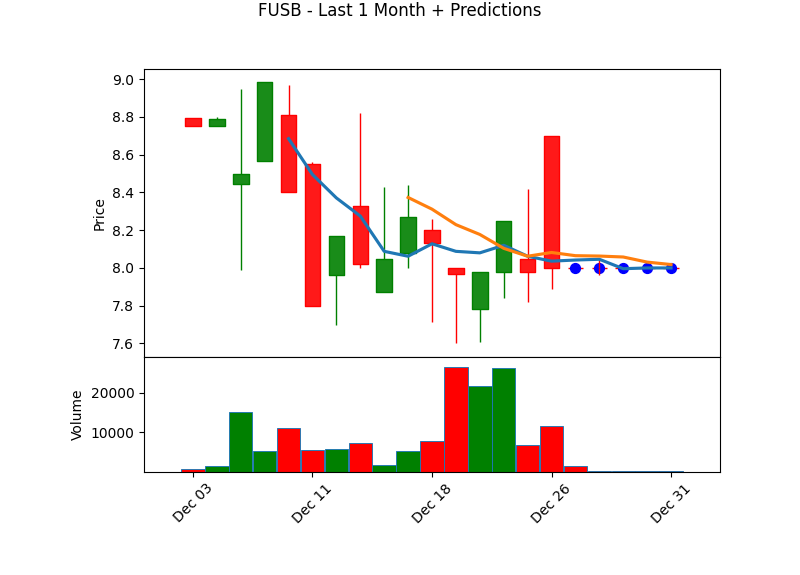 FUSB - Last 1 Month + Predictions
9.0
8.8
8.6
8.4
8.2
8.0
7.8
7.6
Price
20000
10000
Volume
Dec 03
Dec 11
Dec 18
Dec 26
Dec 31